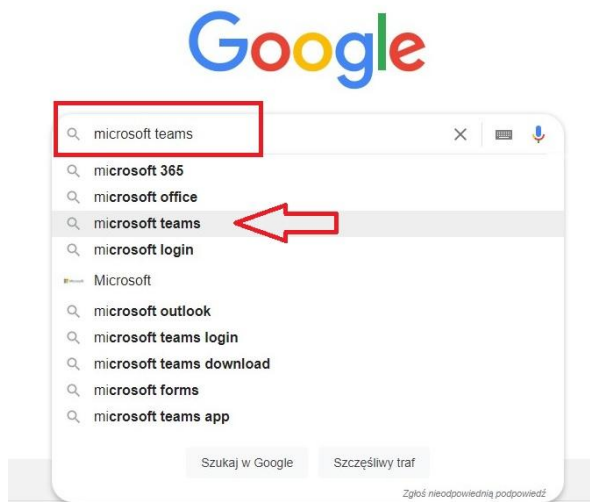 Google
microsoft teams
microsoft 365
microsoft office
microsoft teams
microsoft login
Microsoft
microsoft outlook
microsoft teams login
microsoft teams download
microsoft forms
microsoft teams app
Szukaj w Google Szczęśliwy traf
Zgłoś nieodpowiednią podpowiedź